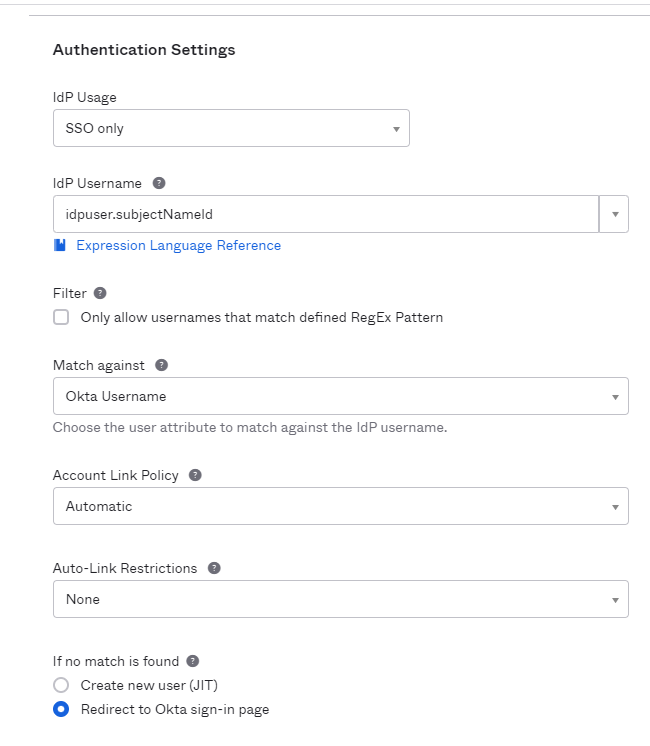 Authentication Settings
IdP Usage
SSO only
IdP Username ?
idpuser.subjectNameId
Expression Language Reference
Filter ?
Only allow usernames that match defined RegEx Pattern
Match against ?
Okta Username
Choose the user attribute to match against the IdP username.
Account Link Policy ?
Automatic
Auto-Link Restrictions ?
None
If no match is found ?
Create new user (JIT)
Redirect to Okta sign-in page